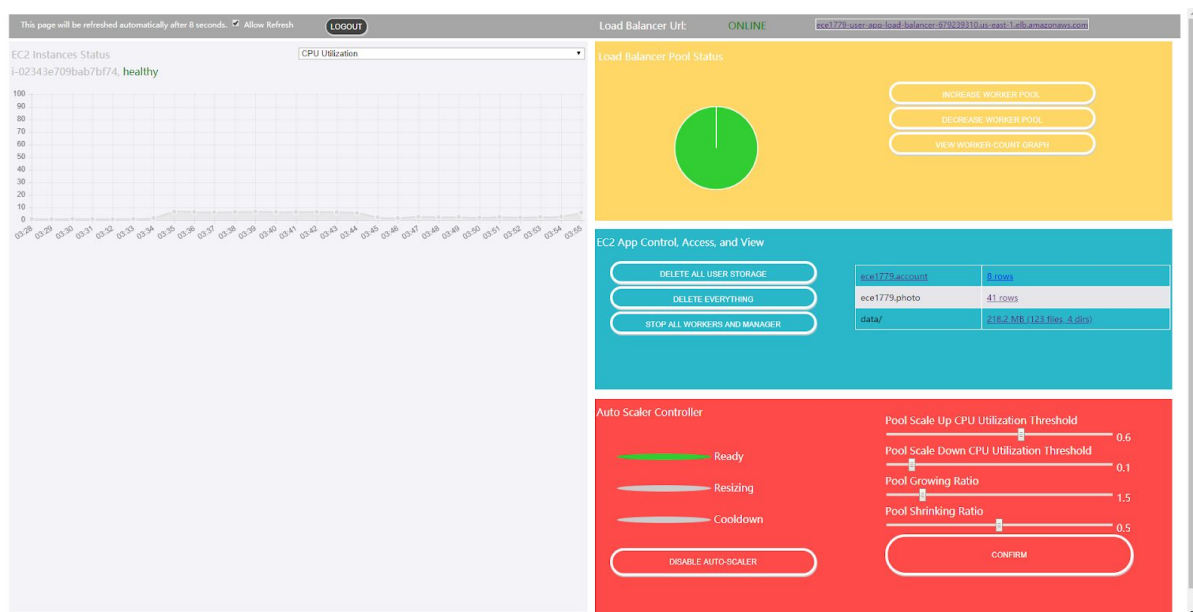 This page will be refreshed automatically after 8 seconds. Allow Refresh LOGOUT
Load Balancer Url: ONLINE ece1779-user-app-load-balancer-679239310.us-east-1.elb.amazonaws.com
EC2 Instances Status CPU Utilization
i-02343e709bab7bf74, healthy
100
90
80
70
60
50
40
30
20
10
0
03:28 03:29 03:30 03:31 03:32 03:33 03:34 03:35 03:36 03:37 03:38 03:39 03:40 03:41 03:42 03:43 03:44 03:45 03:46 03:47 03:48 03:49 03:50 03:51 03:52 03:53 03:54 03:55
Load Balancer Pool Status
INCREASE WORKER POOL
DECREASE WORKER POOL
VIEW WORKER-COUNT GRAPH
EC2 App Control, Access, and View
DELETE ALL USER STORAGE
DELETE EVERYTHING
STOP ALL WORKERS AND MANAGER
ece1779.account 8 rows
ece1779.photo 41 rows
data/ 218.2 MB (123 files, 4 dirs)
Auto Scaler Controller
Ready
Resizing
Cooldown
DISABLE AUTO-SCALER
Pool Scale Up CPU Utilization Threshold
0.6
Pool Scale Down CPU Utilization Threshold
0.1
Pool Growing Ratio
1.5
Pool Shrinking Ratio
0.5
CONFIRM